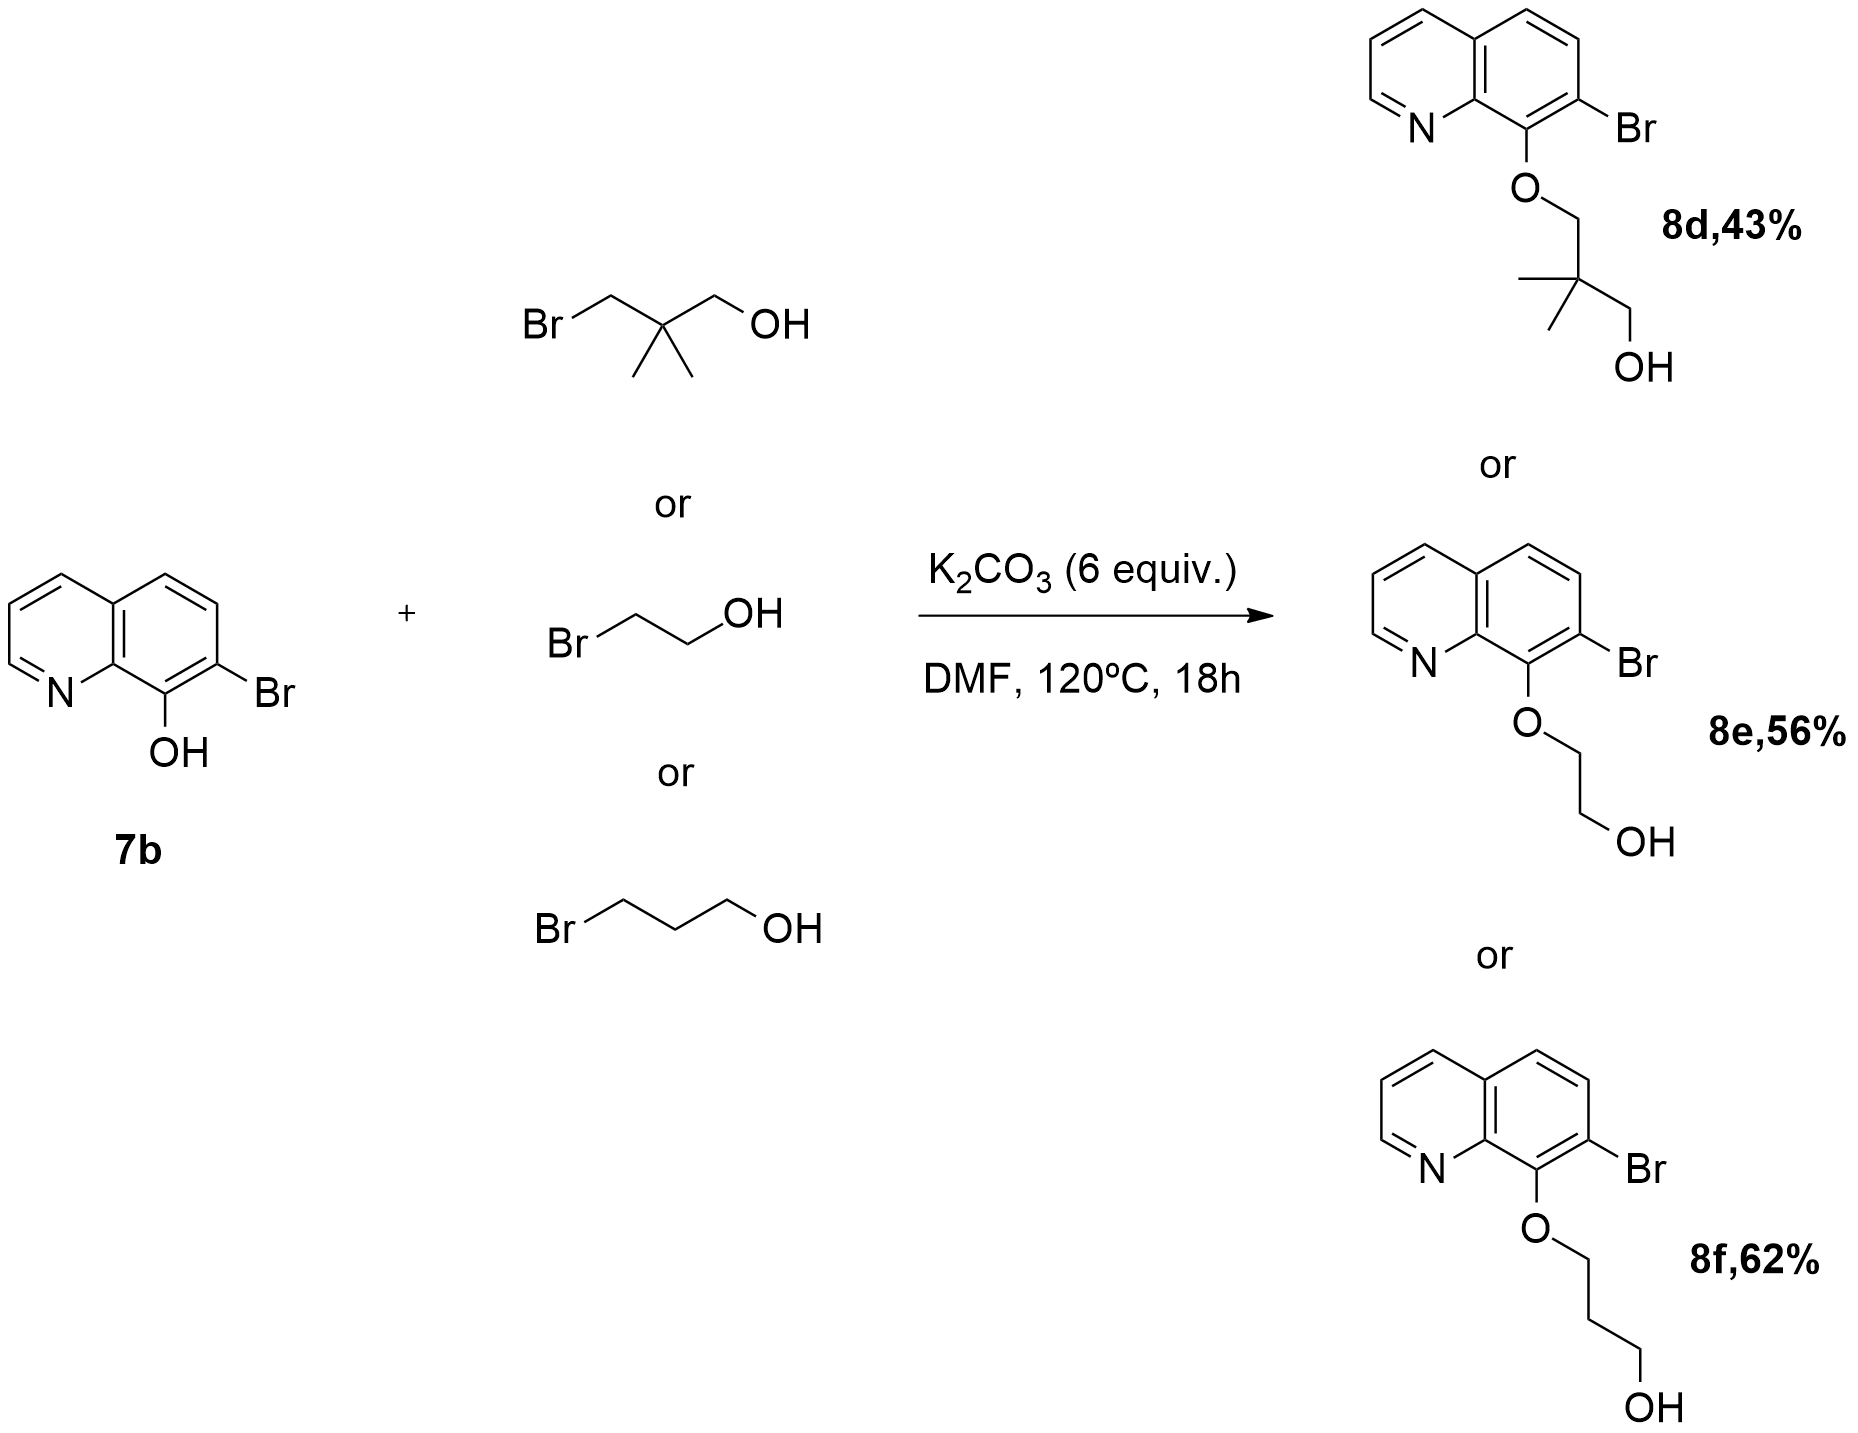 N
Br
O
8d,43%
OH
Br
OH
or
or
Br
OH
K2CO3 (6 equiv.)
DMF, 120ºC, 18h
N
Br
OH
7b
+
N
Br
O
8e,56%
OH
or
Br
OH
or
N
Br
O
8f,62%
OH